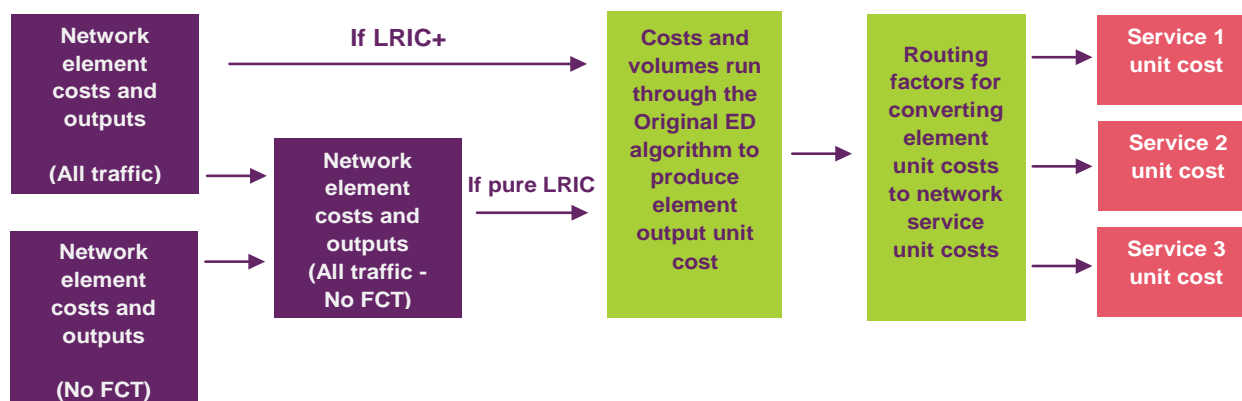 Network
element
costs and
outputs
(All traffic)
Network
element
costs and
outputs
(No FCT)
If LRIC+
Network
element
costs and
outputs
(All traffic -
No FCT)
If pure LRIC
Costs and
volumes run
through the
Original ED
algorithm to
produce
element
output unit
cost
Routing
factors for
converting
element
unit costs
to network
service
unit costs
Service 1
unit cost
Service 2
unit cost
Service 3
unit cost